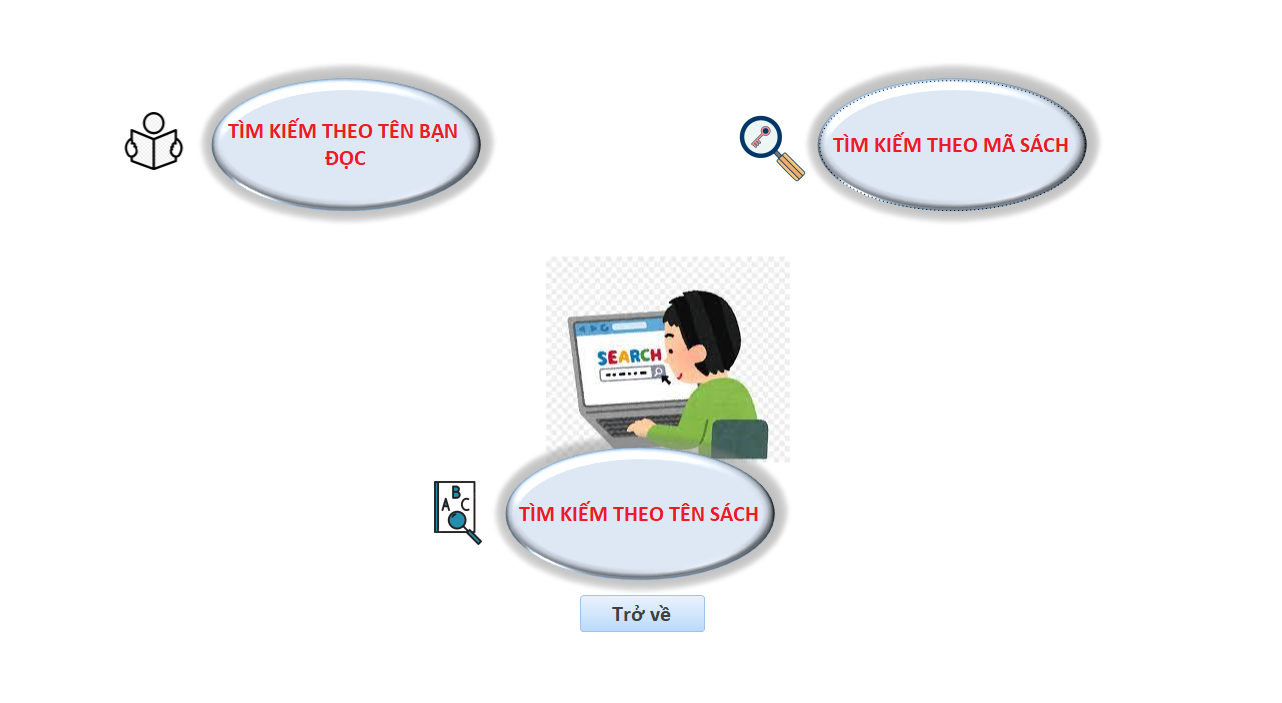 TÌM KIẾM THEO TÊN BẠN
ĐỌC
TÌM KIẾM THEO MÃ SÁCH
SEARCH
B
A C
TÌM KIẾM THEO TÊN SÁCH
Trở về